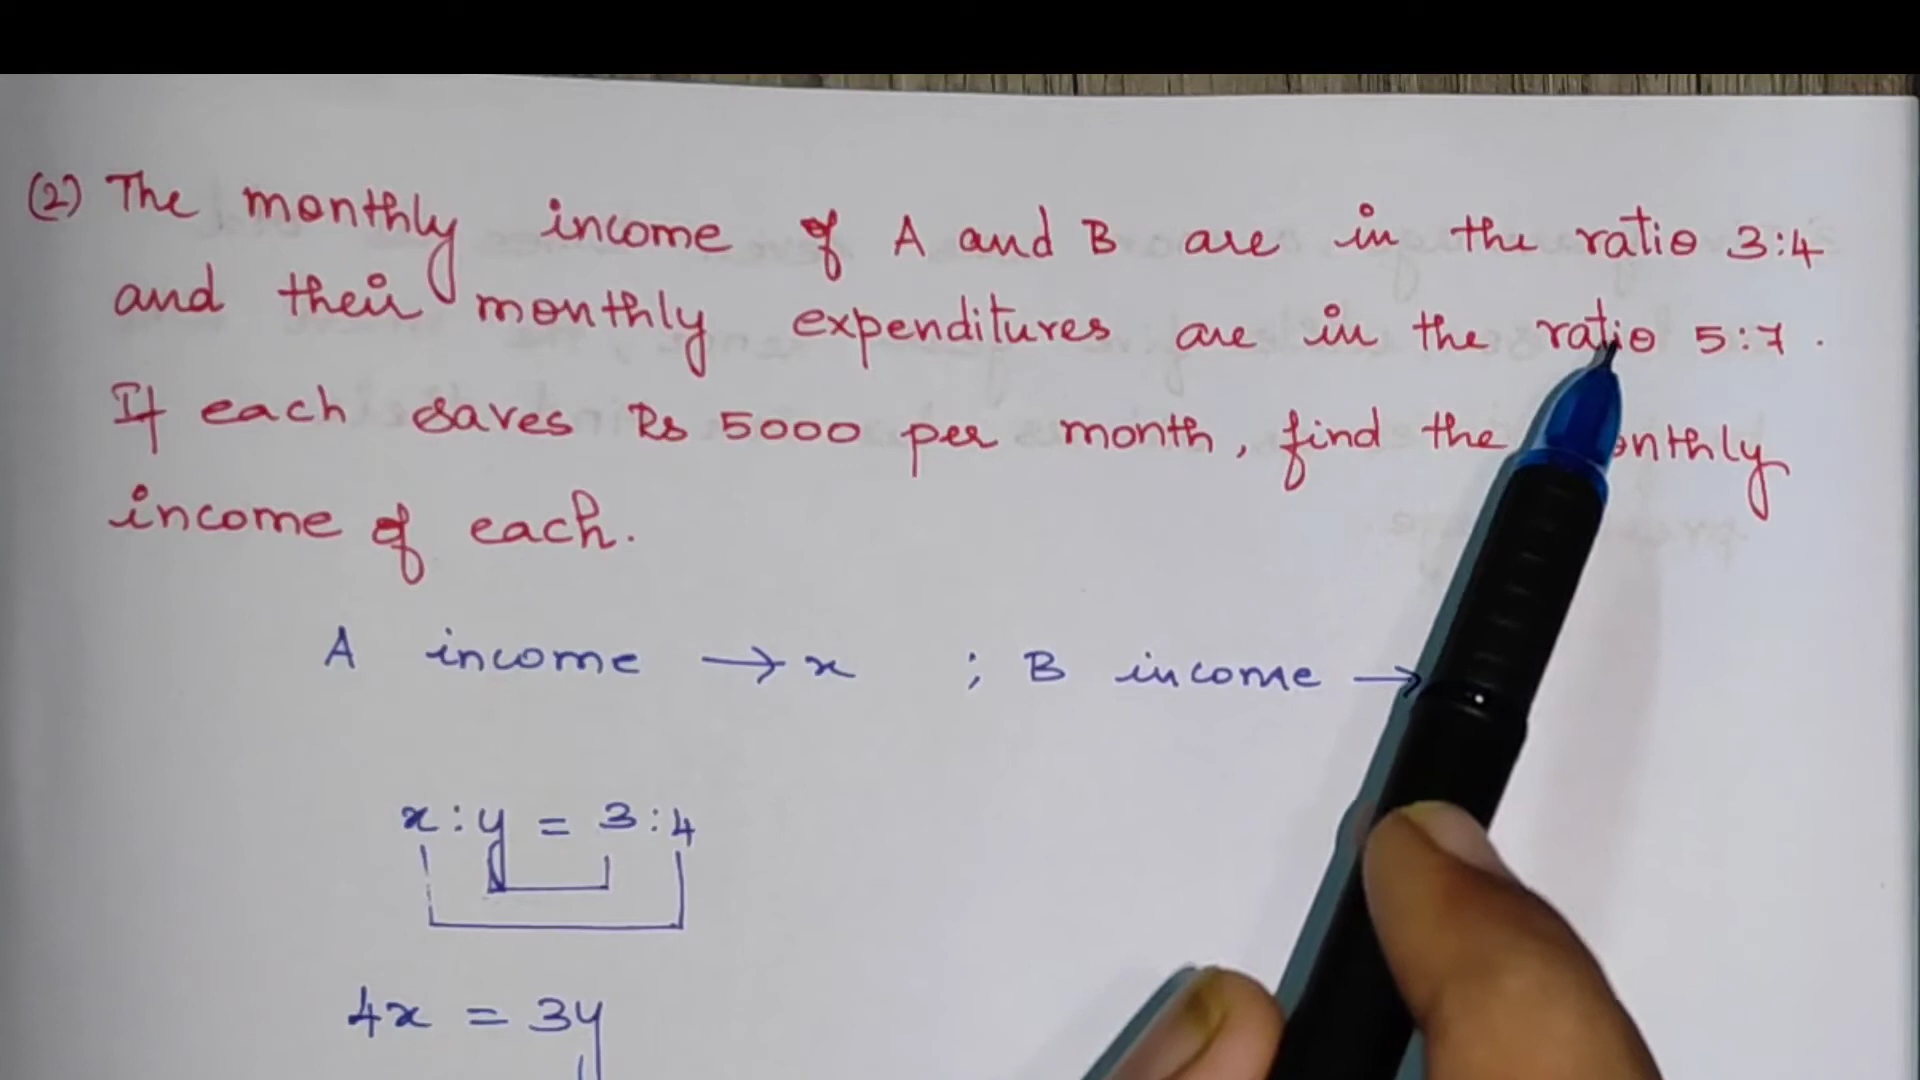 (2) The monthly income of A and B are in the ratio 3:4
and their monthly expenditures are in the ratio 5:7.
If each saves Rs 5000 per month, find the
income of each.
A income → x ; B income →
x:y = 3:4
4x = 3y